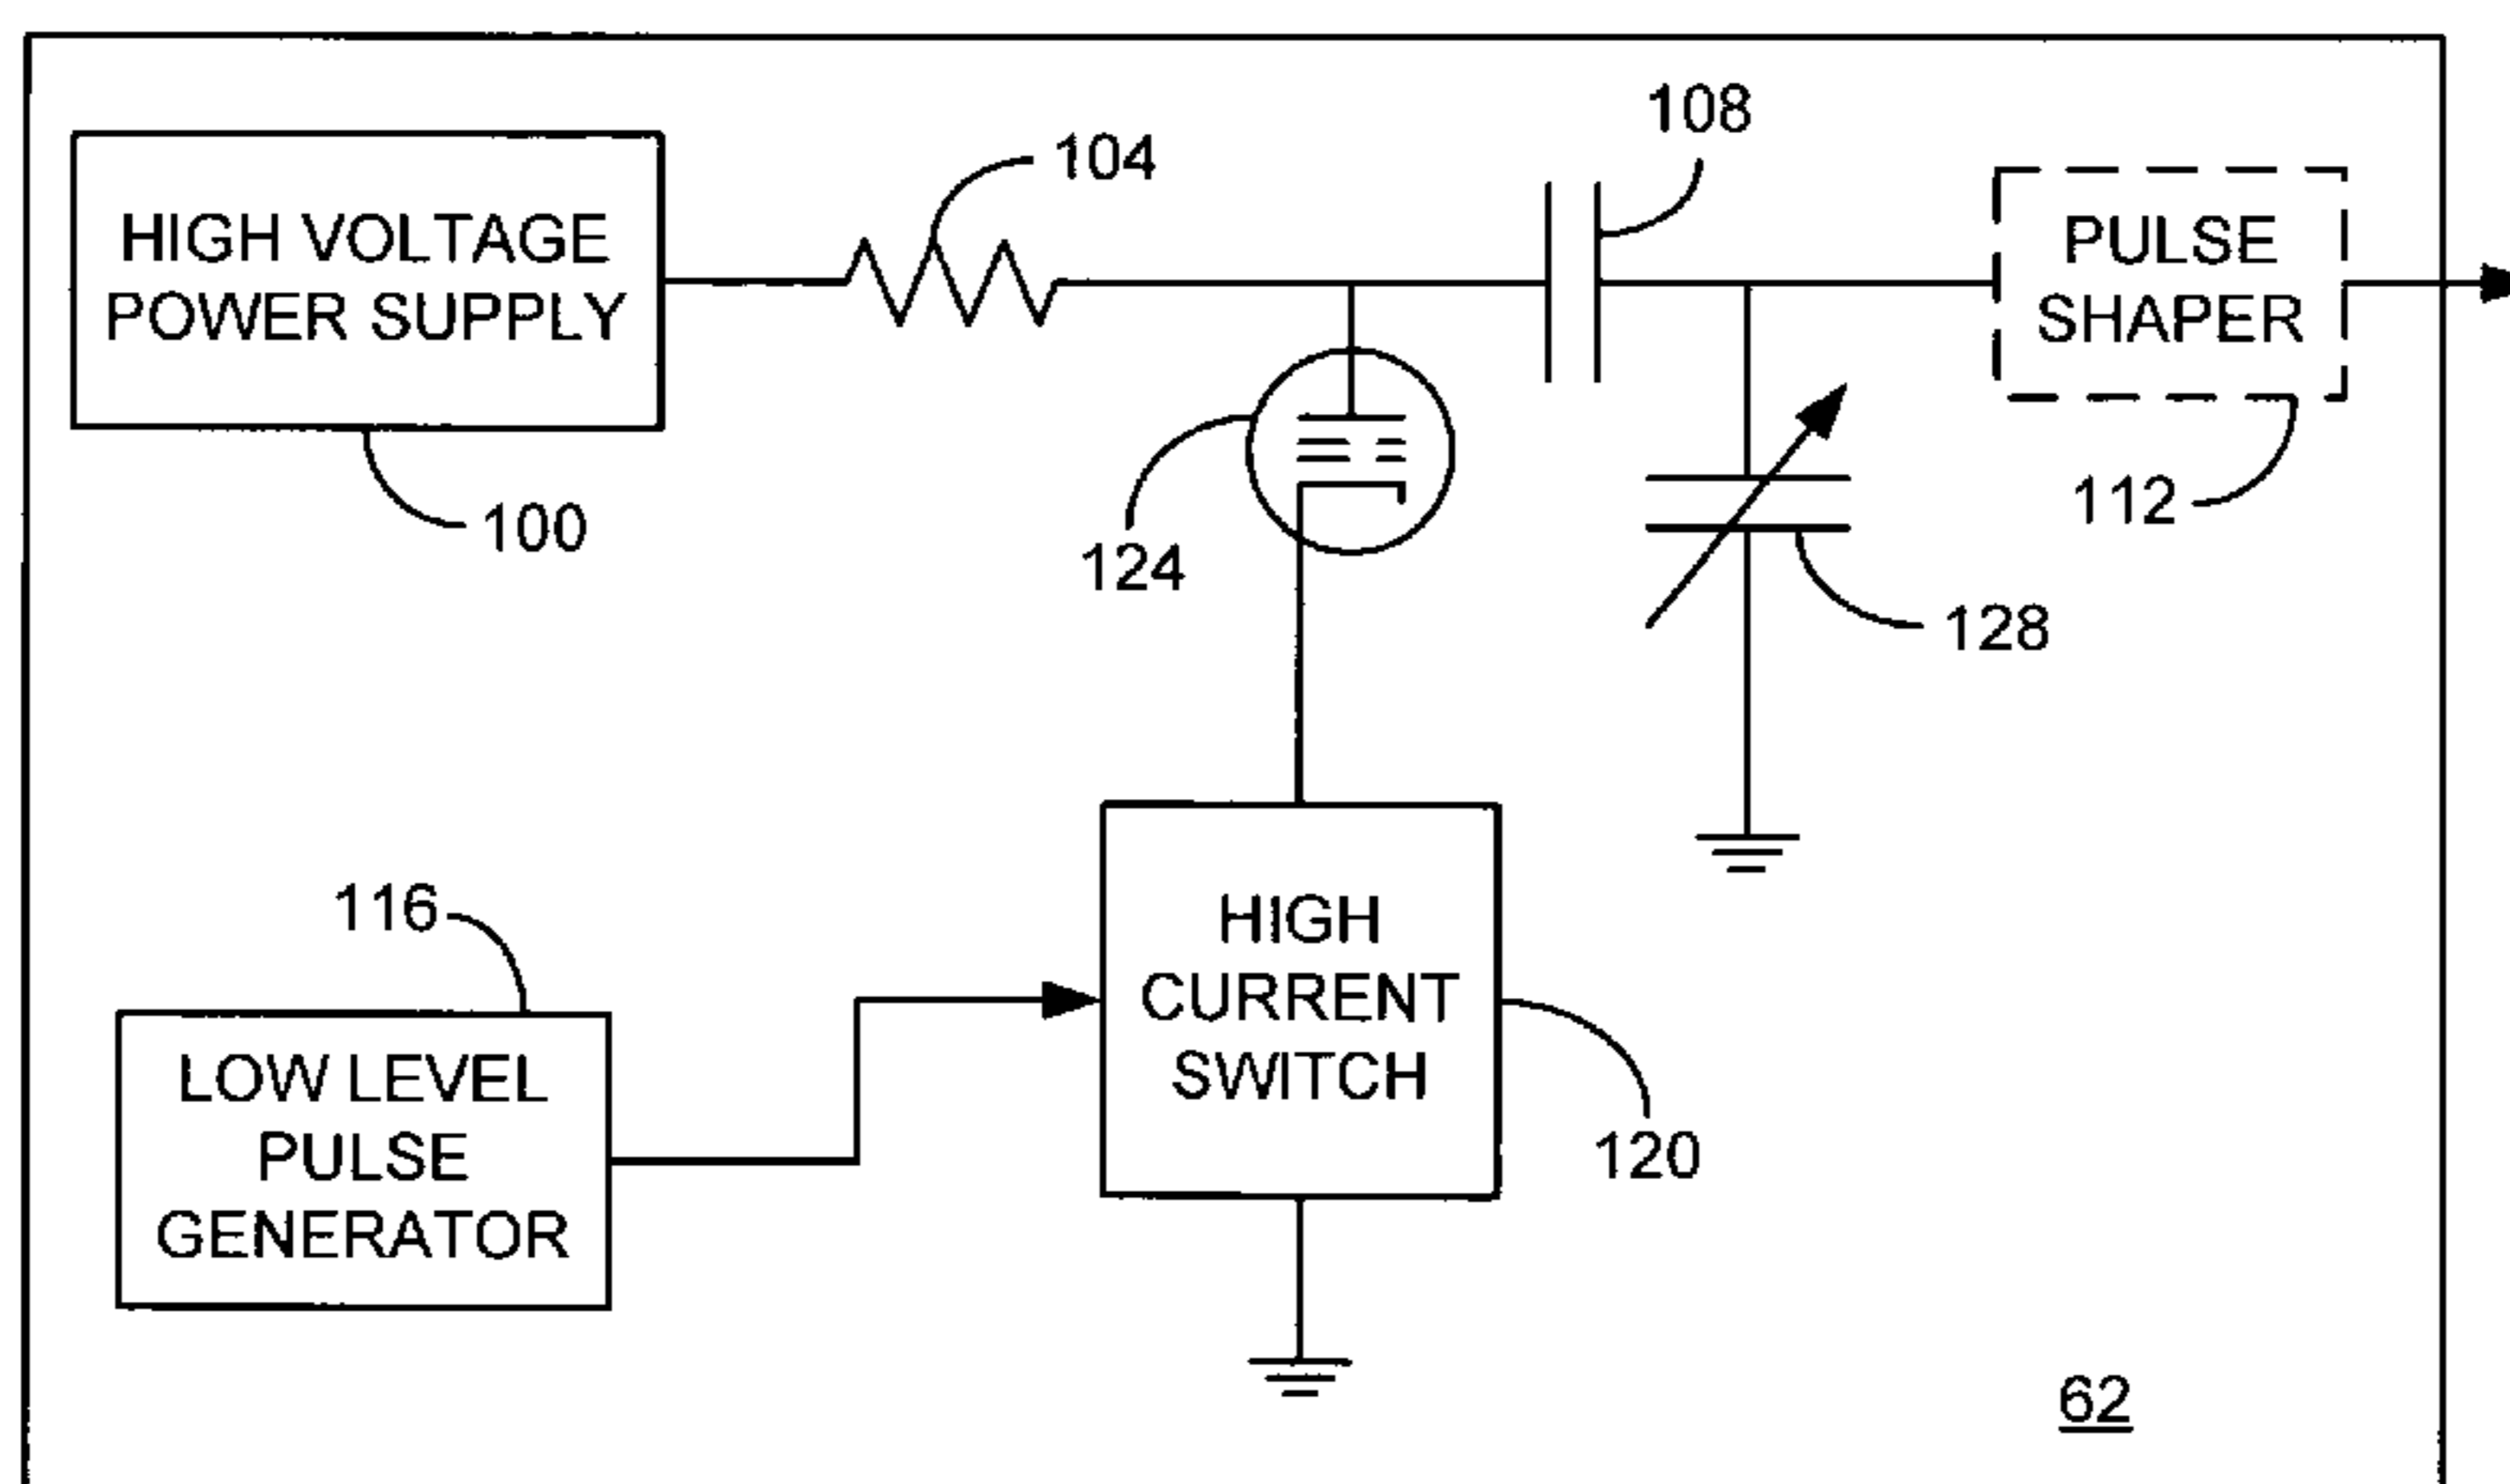 108
104
HIGH VOLTAGE
POWER SUPPLY
PULSE
SHAPER
100
124
112
128
116
HIGH
CURRENT
SWITCH
LOW LEVEL
PULSE
GENERATOR
120
62